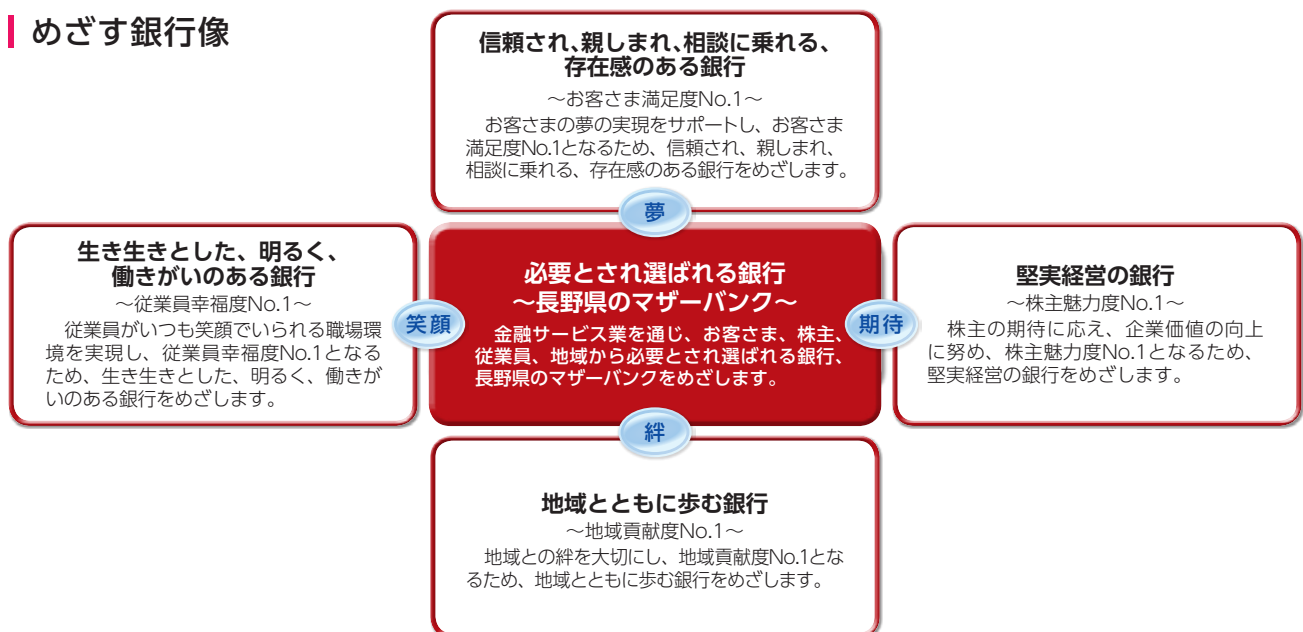 めざす銀行像
信頼され、親しまれ、相談に乗れる、
存在感のある銀行
～お客さま満足度No.1～
お客さまの夢の実現をサポートし、お客さま
満足度No.1となるため、信頼され、親しまれ、
相談に乗れる、存在感のある銀行をめざします。
夢
生き生きとした、明るく、
働きがいのある銀行
～従業員幸福度No.1～
従業員がいつも笑顔でいられる職場環
境を実現し、従業員幸福度No.1となる
ため、生き生きとした、明るく、働きが
いのある銀行をめざします。
笑顔
必要とされ選ばれる銀行
～長野県のマザーバンク～
金融サービス業を通じ、お客さま、株主、
従業員、地域から必要とされ選ばれる銀行、
長野県のマザーバンクをめざします。
期待
堅実経営の銀行
～株主魅力度No.1～
株主の期待に応え、企業価値の向上
に努め、株主魅力度No.1となるため、
堅実経営の銀行をめざします。
絆
地域とともに歩む銀行
～地域貢献度No.1～
地域との絆を大切にし、地域貢献度No.1とな
るため、地域とともに歩む銀行をめざします。